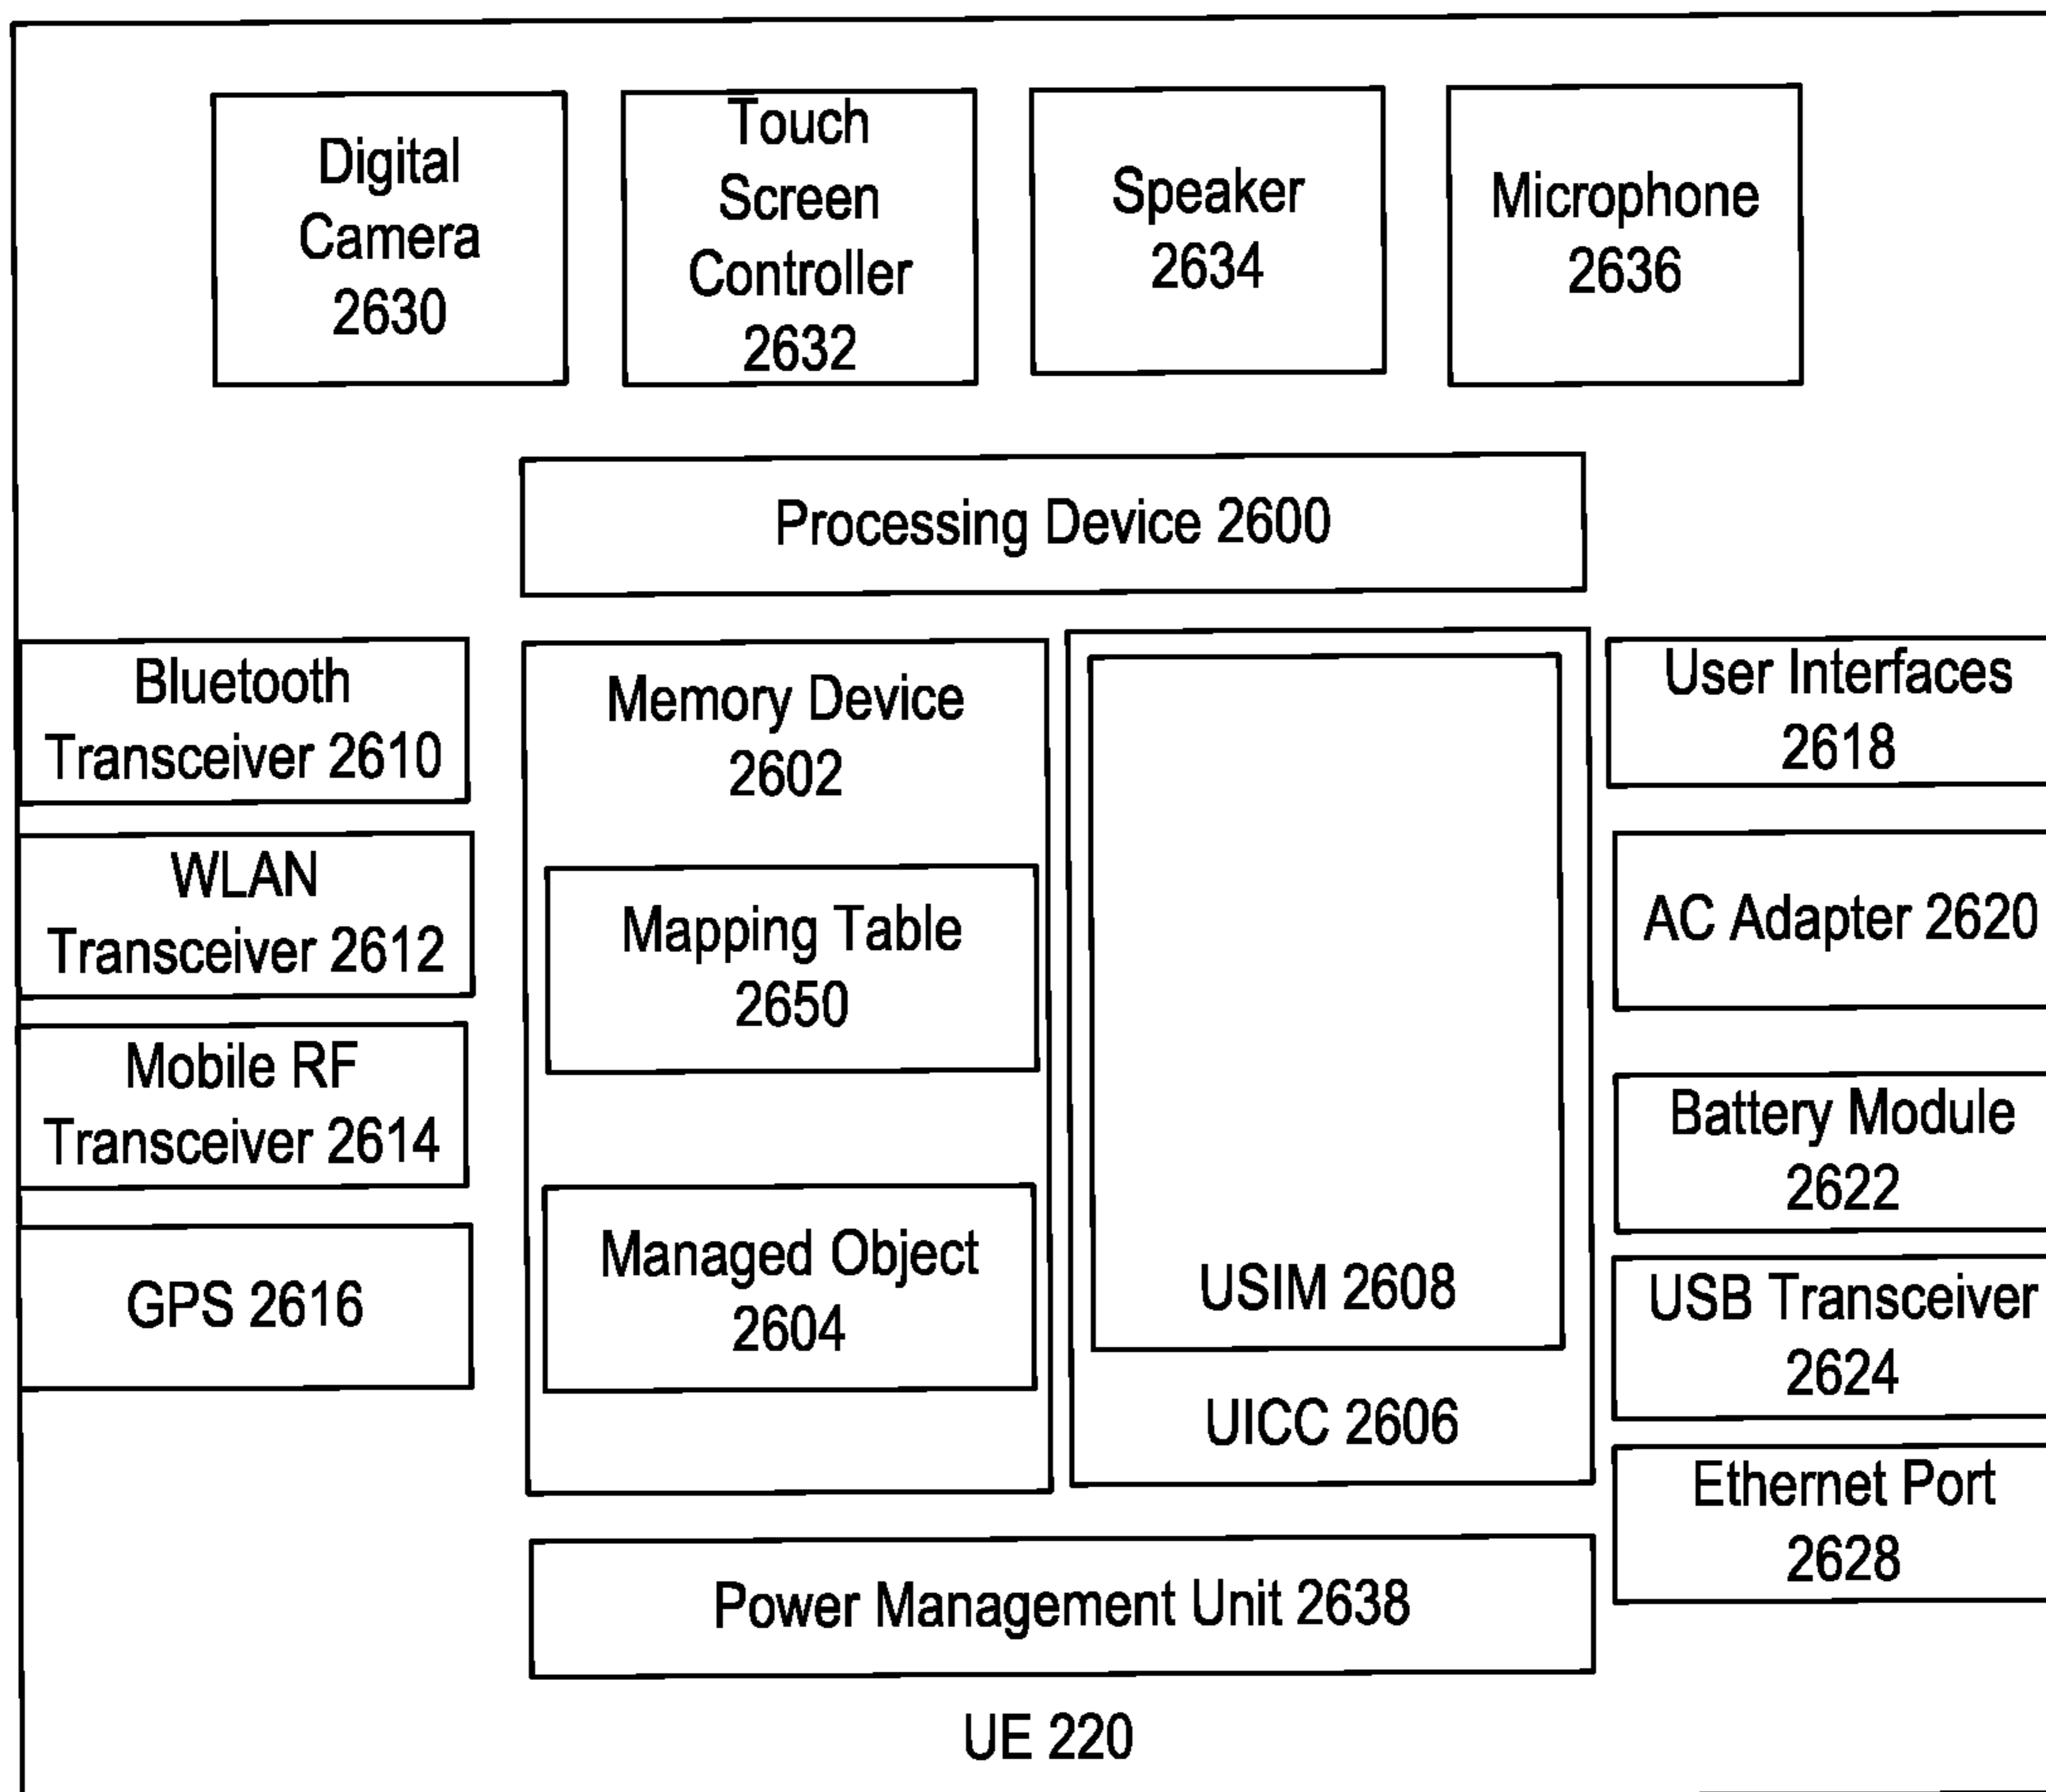 Digital
Camera
2630
Touch
Screen
Controller
2632
Speaker
2634
Microphone
2636
Processing Device 2600
Bluetooth
Transceiver 2610
WLAN
Transceiver 2612
Mobile RF
Transceiver 2614
GPS 2616
Memory Device
2602
Mapping Table
2650
Managed Object
2604
USIM 2608
UICC 2606
User Interfaces
2618
AC Adapter 2620
Battery Module
2622
USB Transceiver
2624
Ethernet Port
2628
Power Management Unit 2638
UE 220